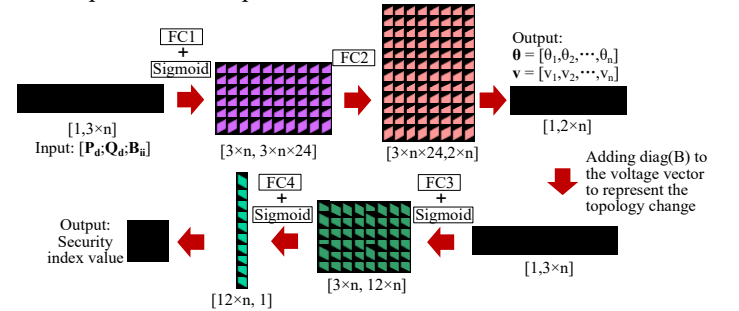 FC1
+
Sigmoid
FC2
Output:
θ = [θ1,θ2,⋯,θn]
v = [v1,v2,⋯,vn]
[1,3×n]
Input: [Pd;Qd;Bii]
[3×n, 3×n×24]
[3×n×24,2×n]
[1,2×n]
Adding diag(B) to
the voltage vector
to represent the
topology change
FC4
+
Sigmoid
FC3
+
Sigmoid
Output:
Security
index value
[12×n, 1]
[3×n, 12×n]
[1,3×n]